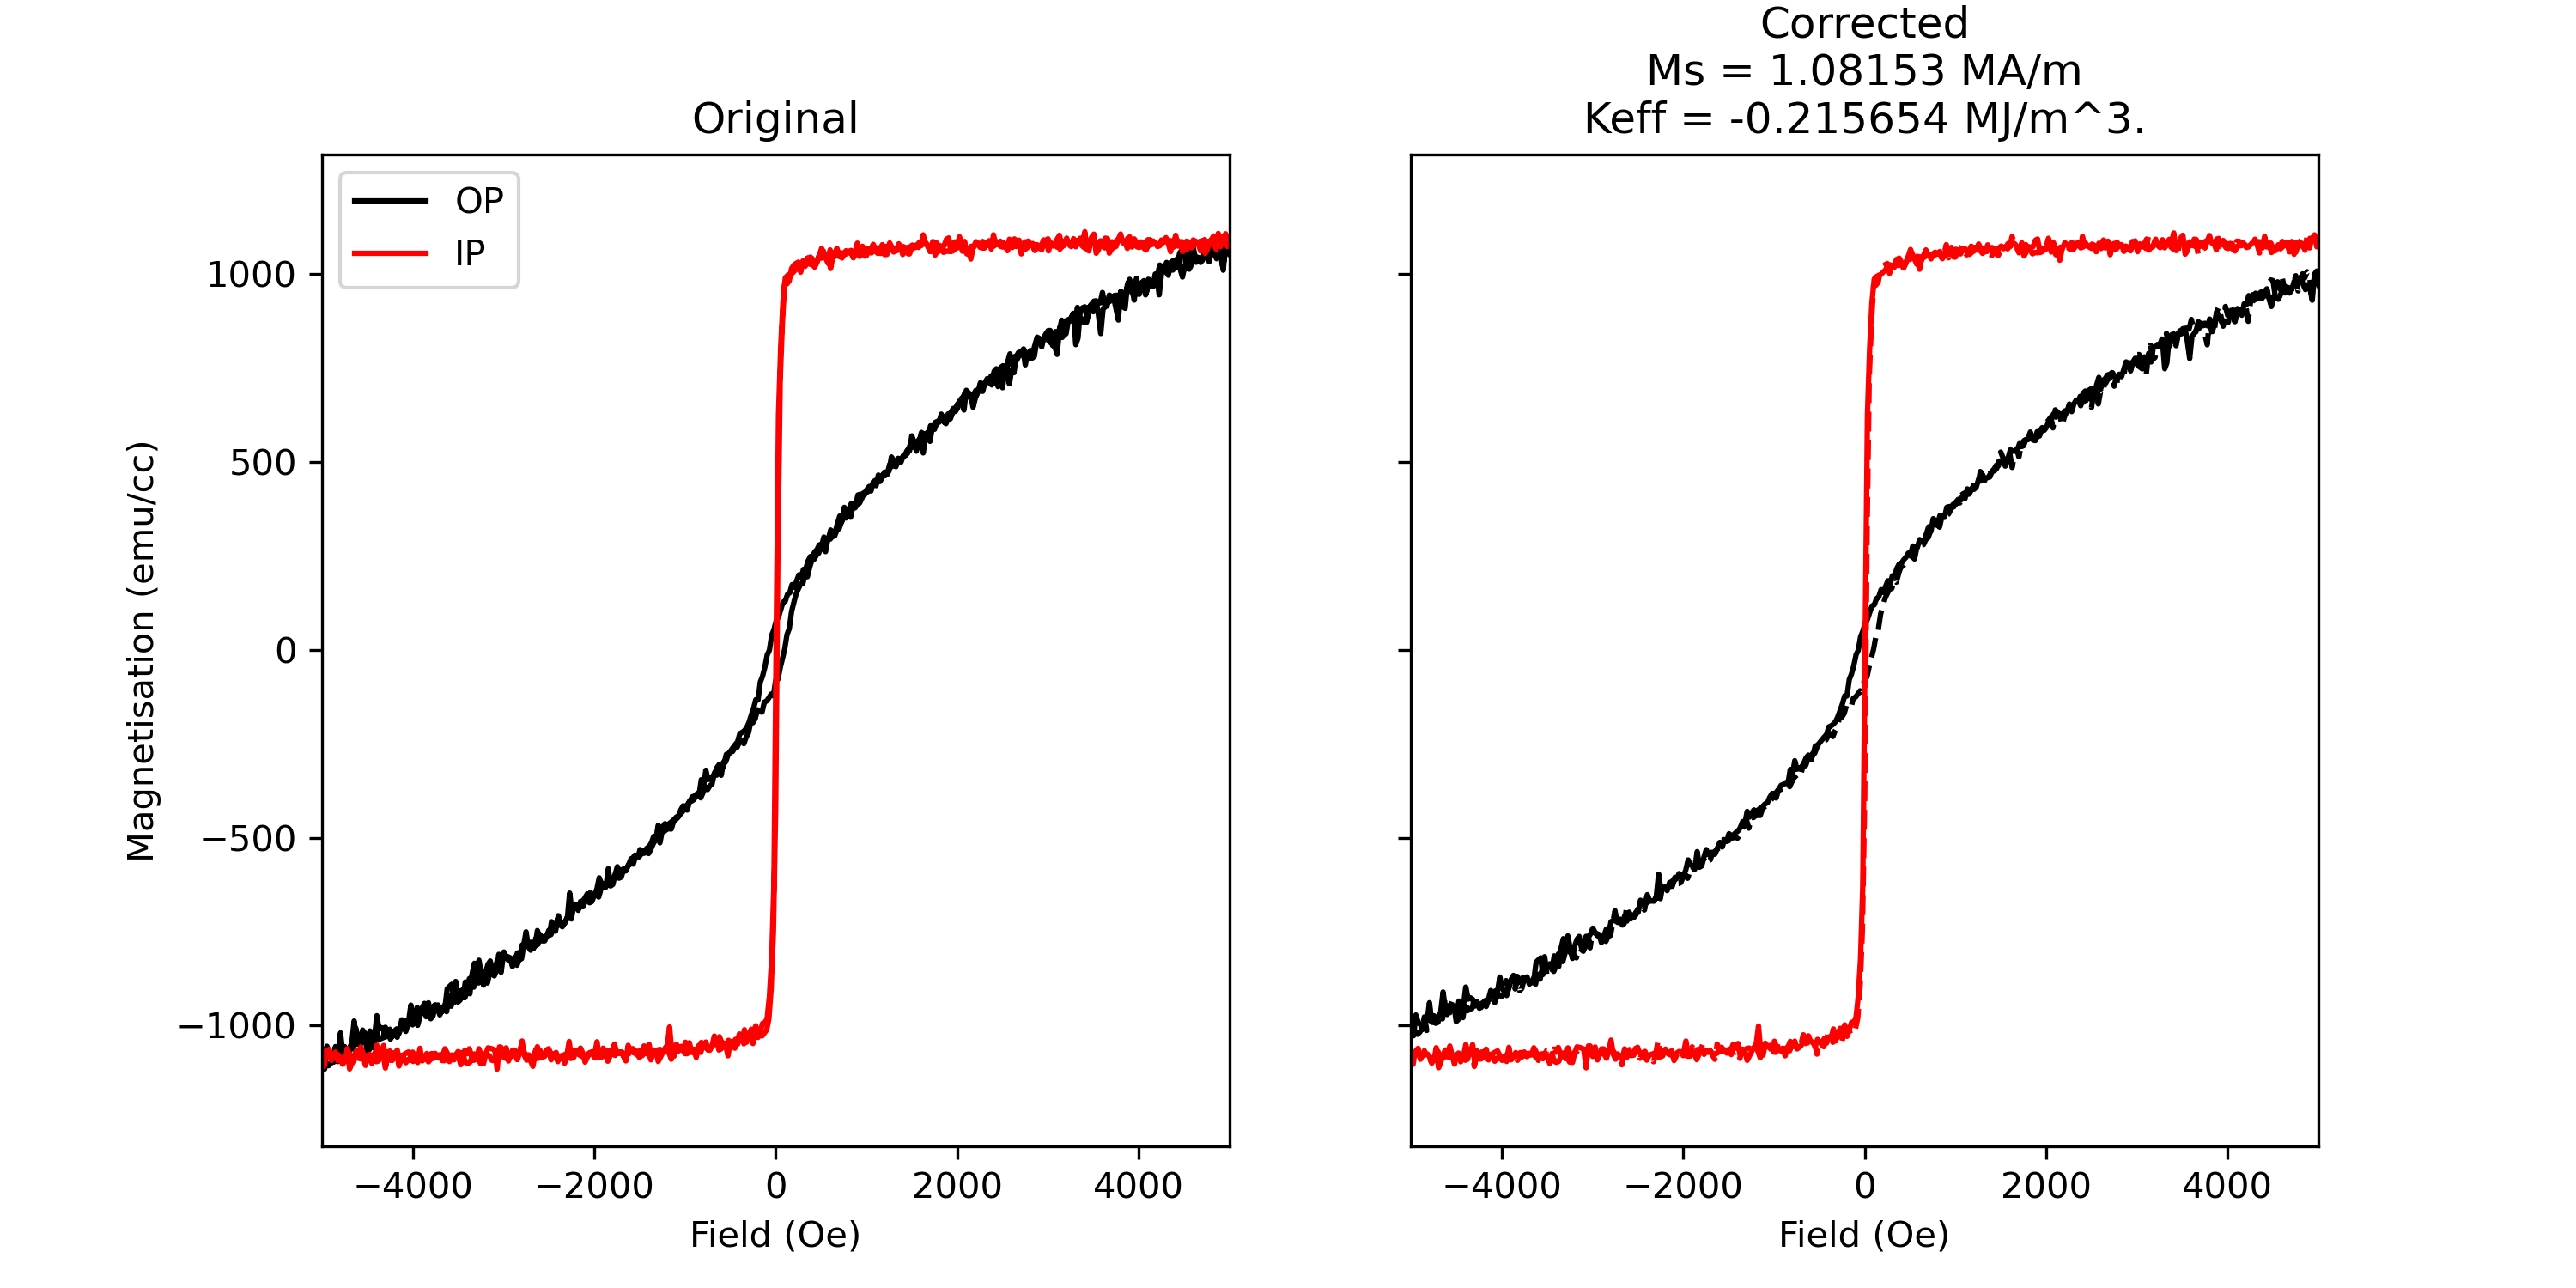 Original
OP
IP
1000
500
0
−500
−1000
Magnetisation (emu/cc)
−4000 −2000 0 2000 4000
Field (Oe)
Corrected
Ms = 1.08153 MA/m
Keff = -0.215654 MJ/m^3.
−4000 −2000 0 2000 4000
Field (Oe)